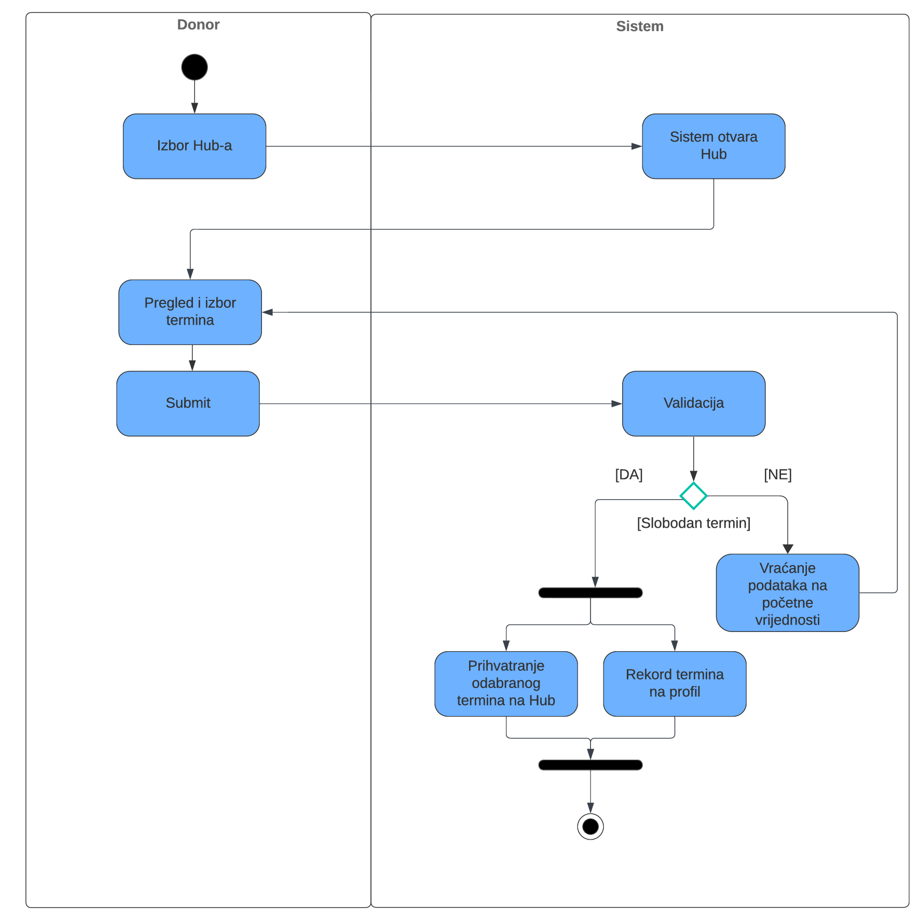 Donor
Sistem
Izbor Hub-a
Sistem otvara
Hub
Pregled i izbor
termina
Submit
Validacija
[DA]
[NE]
[Slobodan termin]
Vraćanje
podataka na
početne
vrijednosti
Prihvatranje
odabranog
termina na Hub
Rekord termina
na profil